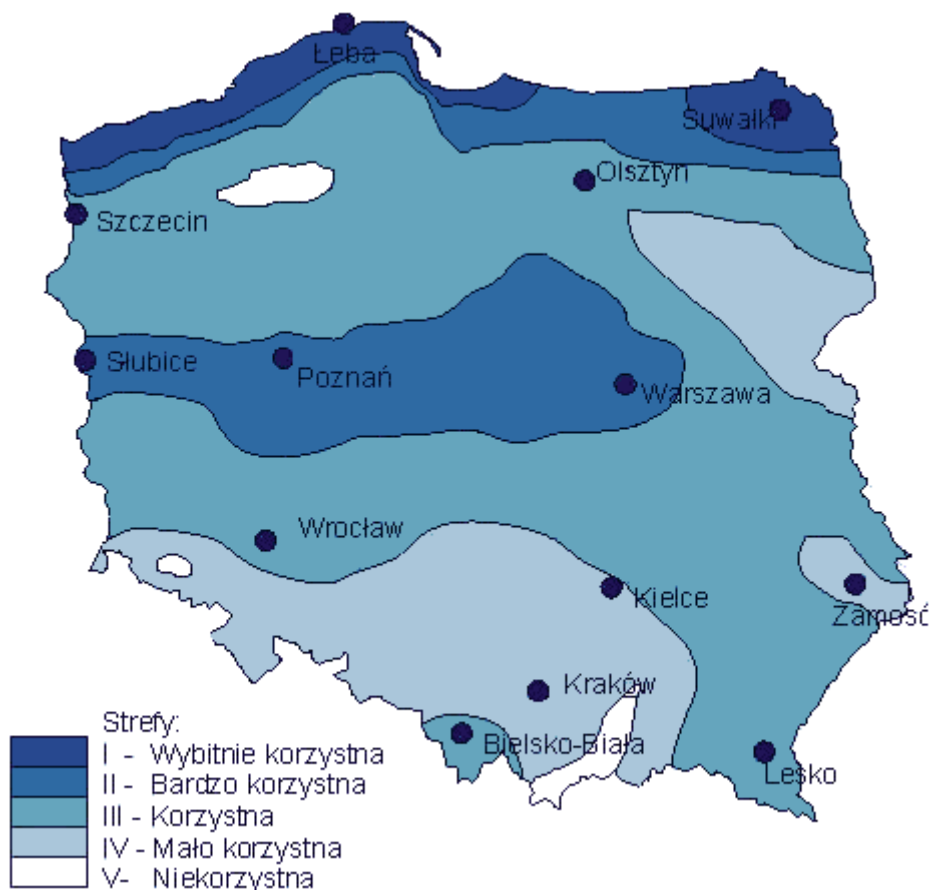 Łeba
Suwałki
Olsztyn
Szczecin
Słubice
Poznań
Warszawa
Wrocław
Kielce
Zamość
Kraków
Bielsko-Biała
Lesko
Strefy:
I - Wybitnie korzystna
II - Bardzo korzystna
III - Korzystna
IV - Mało korzystna
V- Niekorzystna